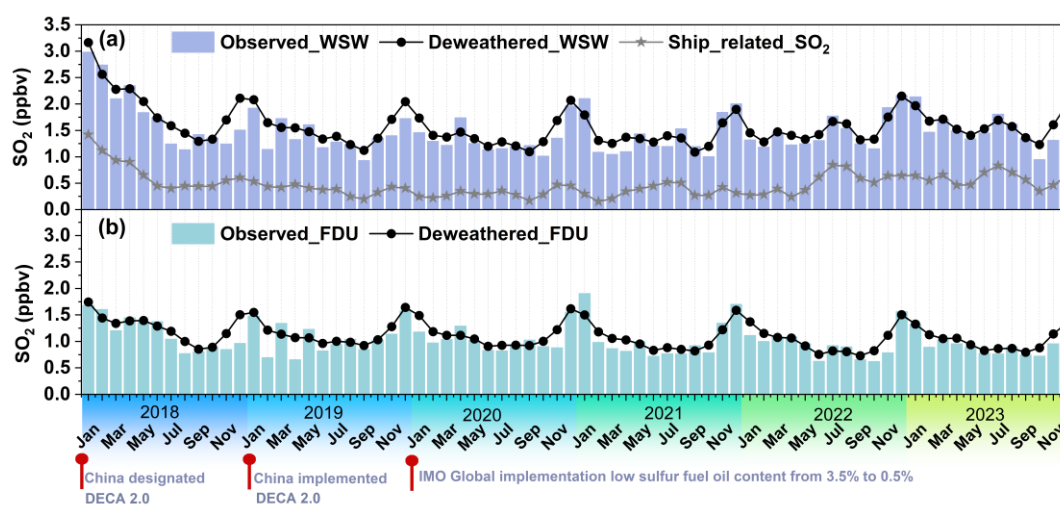 3.5
(a)
Observed_WSW
Deweathered_WSW
Ship_related_SO₂
3.0
2.5
2.0
1.5
1.0
0.5
0.0
SO₂ (ppbv)
(b)
Observed_FDU
Deweathered_FDU
3.0
2.5
2.0
1.5
1.0
0.5
0.0
SO₂ (ppbv)
2018 2019 2020 2021 2022 2023
Jan Mar May Jul Sep Nov Jan Mar May Jul Sep Nov Jan Mar May Jul Sep Nov Jan Mar May Jul Sep Nov Jan Mar May Jul Sep Nov Jan Mar May Jul Sep Nov
China designated
DECA 2.0
China implemented
DECA 2.0
IMO Global implementation low sulfur fuel oil content from 3.5% to 0.5%